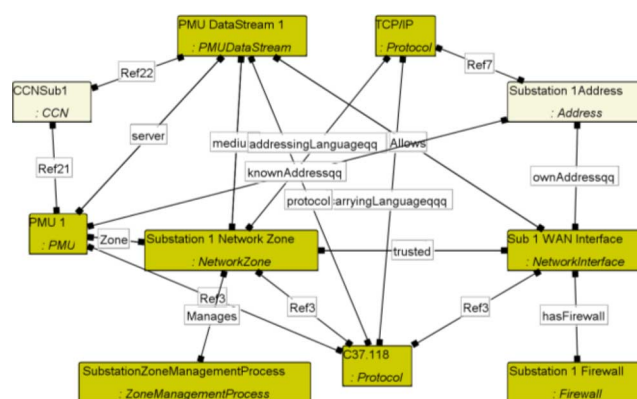 PMU DataStream 1
: PMUDataStream
TCP/IP
: Protocol
Ref22
Ref7
CCNSub1
: CCN
Substation 1Address
: Address
server
mediu
addressingLanguageqq
Allows
Ref21
knownAddressqq
ownAddressqq
protocol
carryingLanguageqqq
PMU 1
: PMU
Zone
Substation 1 Network Zone
: NetworkZone
trusted
Sub 1 WAN Interface
: NetworkInterface
Ref3
Manages
Ref3
Ref3
hasFirewall
SubstationZoneManagementProcess
: ZoneManagementProcess
C37.118
: Protocol
Substation 1 Firewall
: Firewall